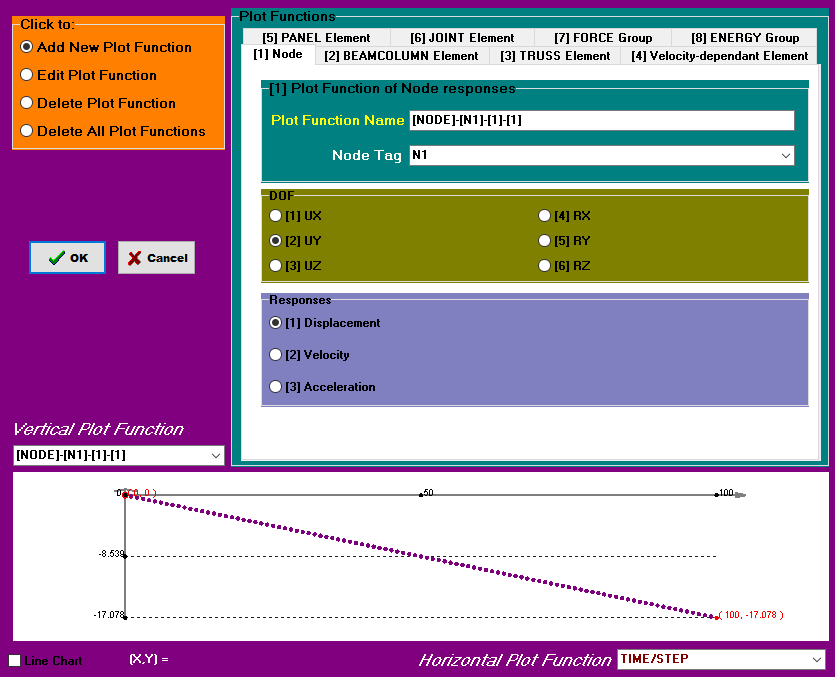 Click to:
Add New Plot Function
Edit Plot Function
Delete Plot Function
Delete All Plot Functions
OK
Cancel
Plot Functions
[5] PANEL Element
[6] JOINT Element
[7] FORCE Group
[8] ENERGY Group
[1] Node
[2] BEAMCOLUMN Element
[3] TRUSS Element
[4] Velocity-dependant Element
[1] Plot Function of Node responses
Plot Function Name [NODE]-[N1]-[1]-[1]
Node Tag N1
DOF
[1] UX
[4] RX
[2] UY
[5] RY
[3] UZ
[6] RZ
Responses
[1] Displacement
[2] Velocity
[3] Acceleration
Vertical Plot Function
[NODE]-[N1]-[1]-[1]
0
(0, 0 )
50
100
-8.539
-17.078
( 100, -17.078 )
Line Chart
(X,Y) =
Horizontal Plot Function
TIME/STEP